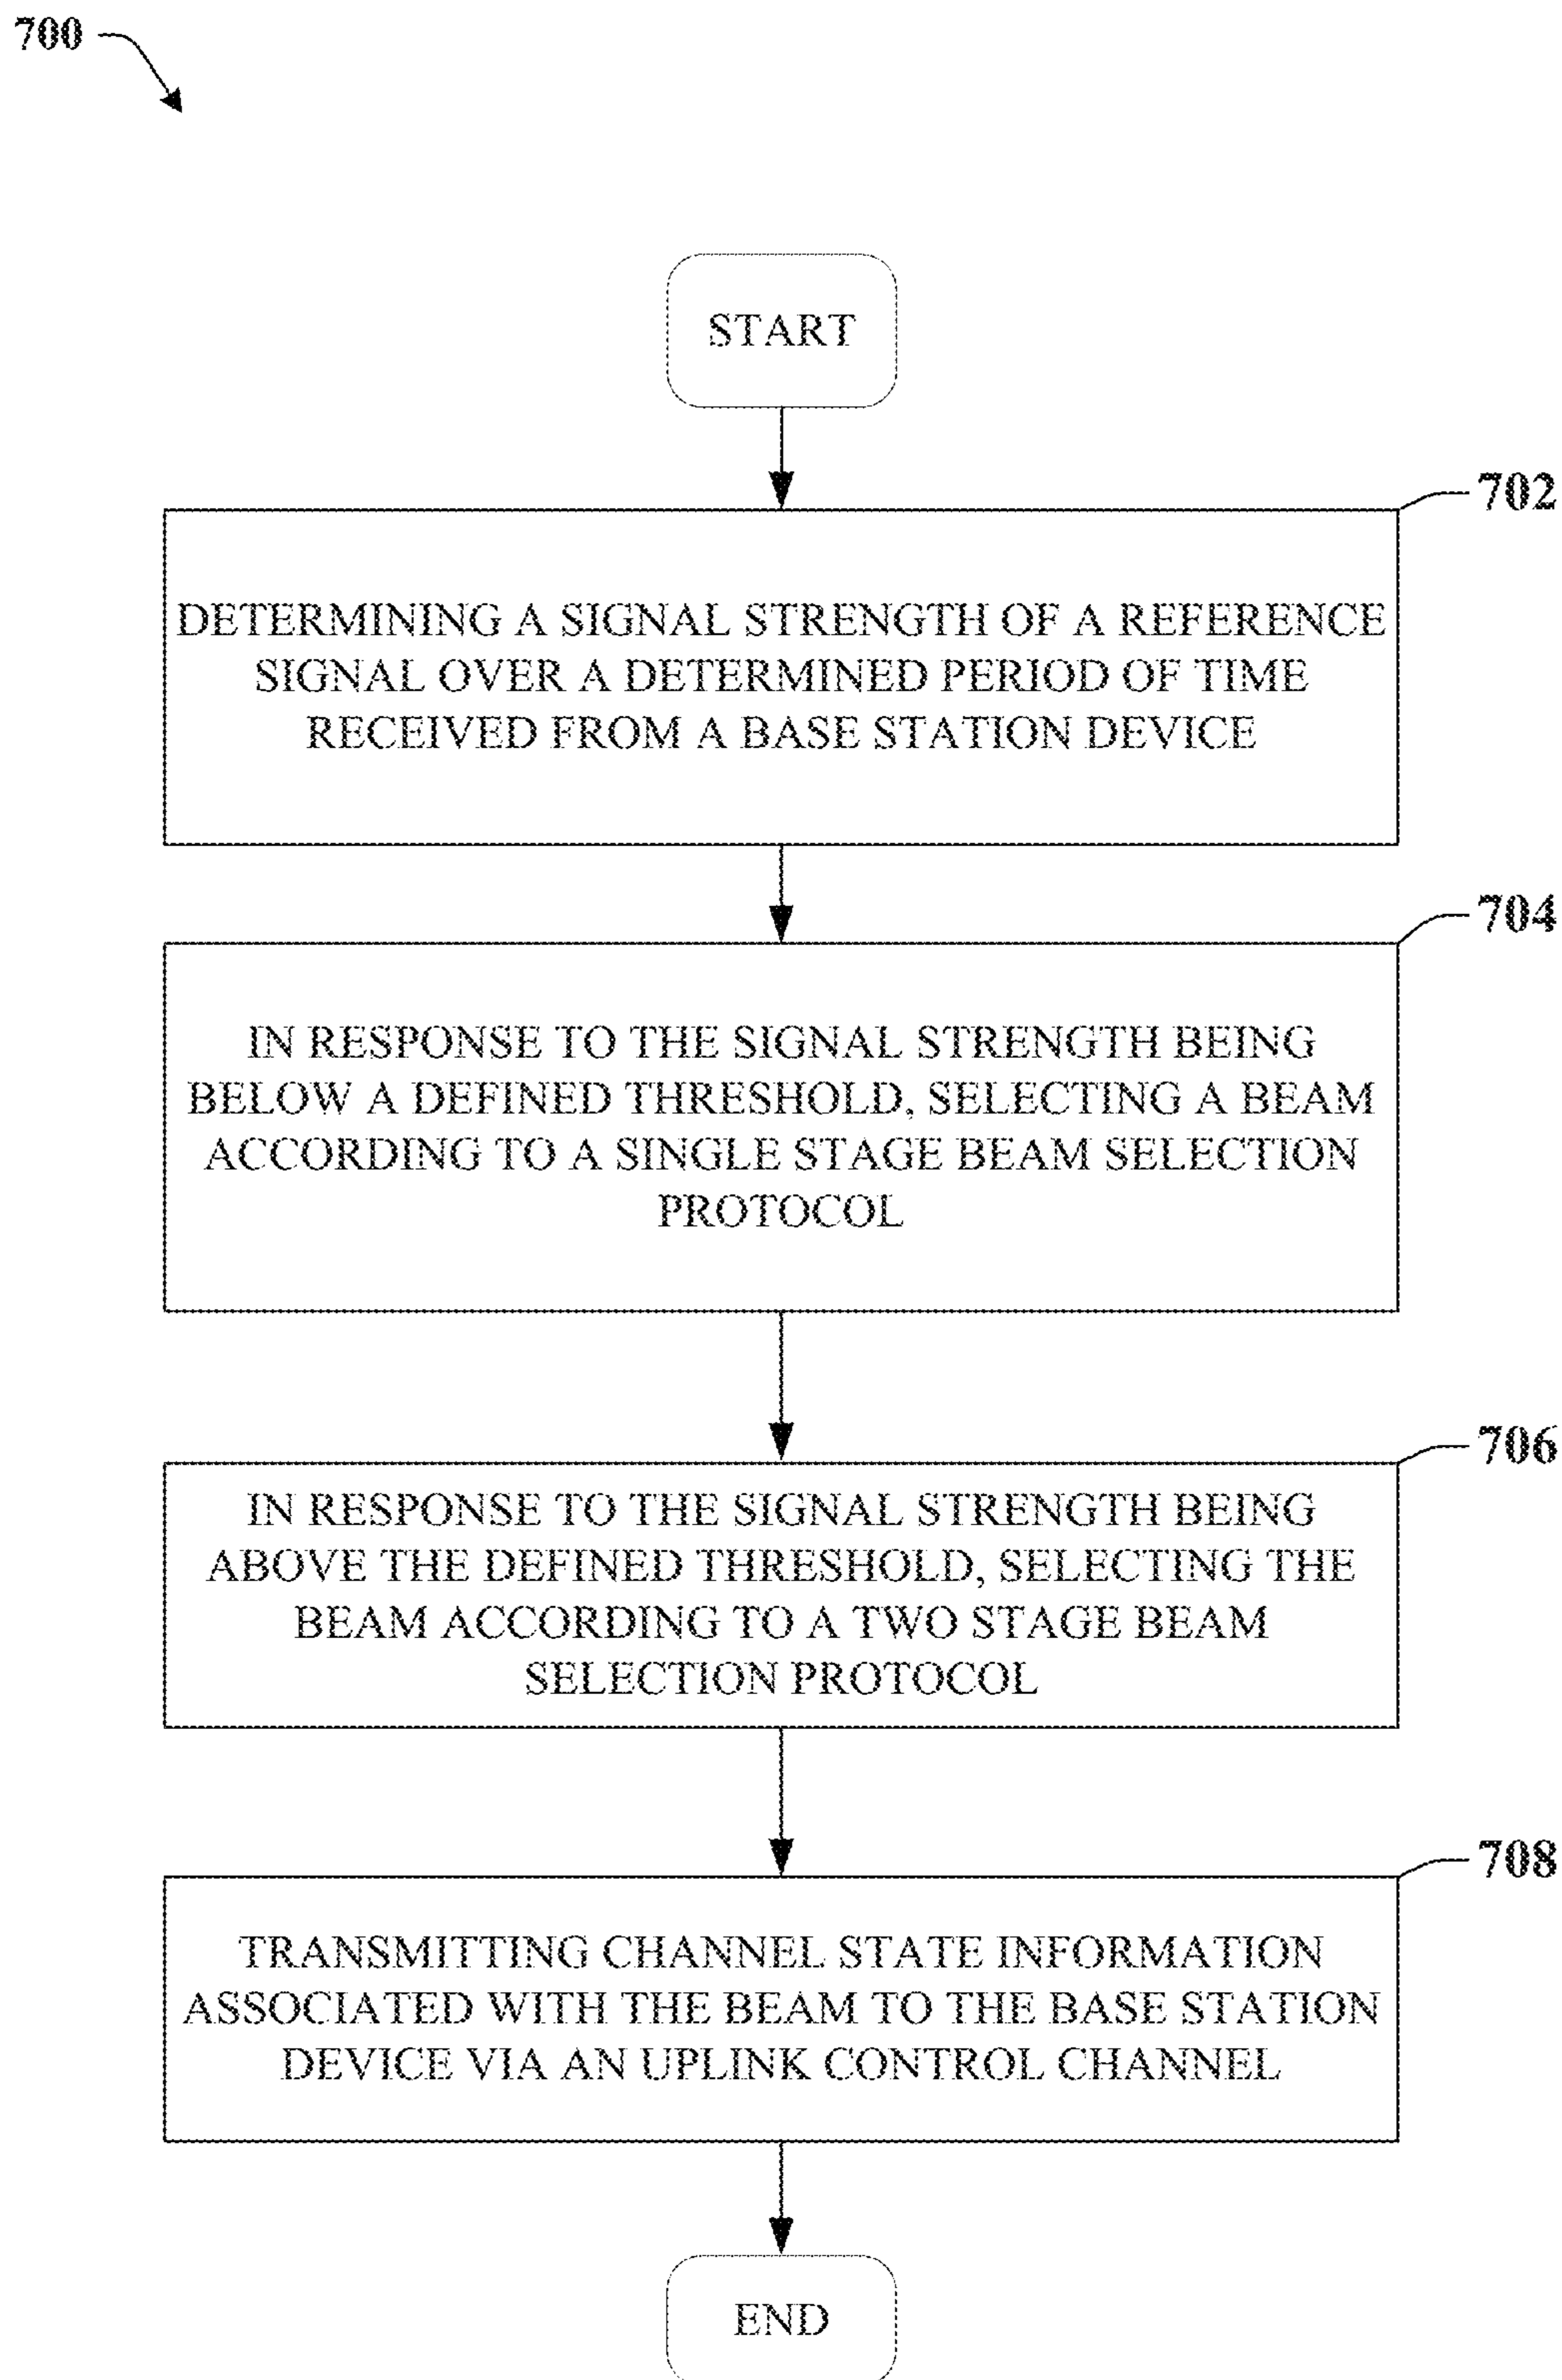 700
START
702
DETERMINING A SIGNAL STRENGTH OF A REFERENCE
SIGNAL OVER A DETERMINED PERIOD OF TIME
RECEIVED FROM A BASE STATION DEVICE
704
IN RESPONSE TO THE SIGNAL STRENGTH BEING
BELOW A DEFINED THRESHOLD, SELECTING A BEAM
ACCORDING TO A SINGLE STAGE BEAM SELECTION
PROTOCOL
706
IN RESPONSE TO THE SIGNAL STRENGTH BEING
ABOVE THE DEFINED THRESHOLD, SELECTING THE
BEAM ACCORDING TO A TWO STAGE BEAM
SELECTION PROTOCOL
708
TRANSMITTING CHANNEL STATE INFORMATION
ASSOCIATED WITH THE BEAM TO THE BASE STATION
DEVICE VIA AN UPLINK CONTROL CHANNEL
END